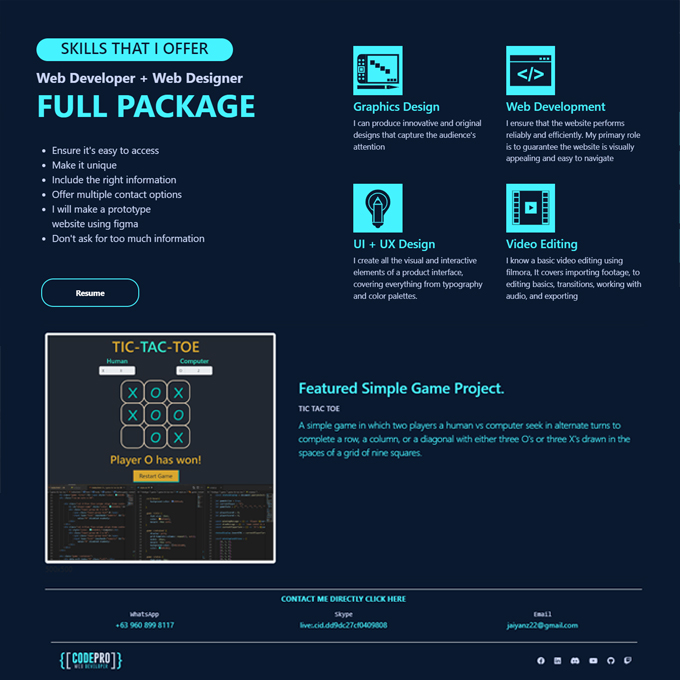 SKILLS THAT I OFFER
Web Developer + Web Designer
FULL PACKAGE
Ensure it's easy to access
Make it unique
Include the right information
Offer multiple contact options
I will make a prototype
website using figma
Don't ask for too much information
Resume
Graphics Design
I can produce innovative and original
designs that capture the audience's
attention
</>
Web Development
I ensure that the website performs
reliably and efficiently. My primary role
is to guarantee the website is visually
appealing and easy to navigate
UI + UX Design
I create all the visual and interactive
elements of a product interface,
covering everything from typography
and color palettes.
Video Editing
I know a basic video editing using
filmora, It covers importing footage, to
editing basics, transitions, working with
audio, and exporting
TIC-TAC-TOE
Human Computer
X O X
X O O
O X
Player O has won!
Restart Game
Featured Simple Game Project.
TIC TAC TOE
A simple game in which two players a human vs computer seek in alternate turns to
complete a row, a column, or a diagonal with either three O's or three X's drawn in the
spaces of a grid of nine squares.
CONTACT ME DIRECTLY CLICK HERE
WhatsApp
+63 960 899 8117
Skype
live:.cid.dd9dc27cf0409808
Email
jaiyanz22@gmail.com
{[CODEPRO]}
WEB DEVELOPER